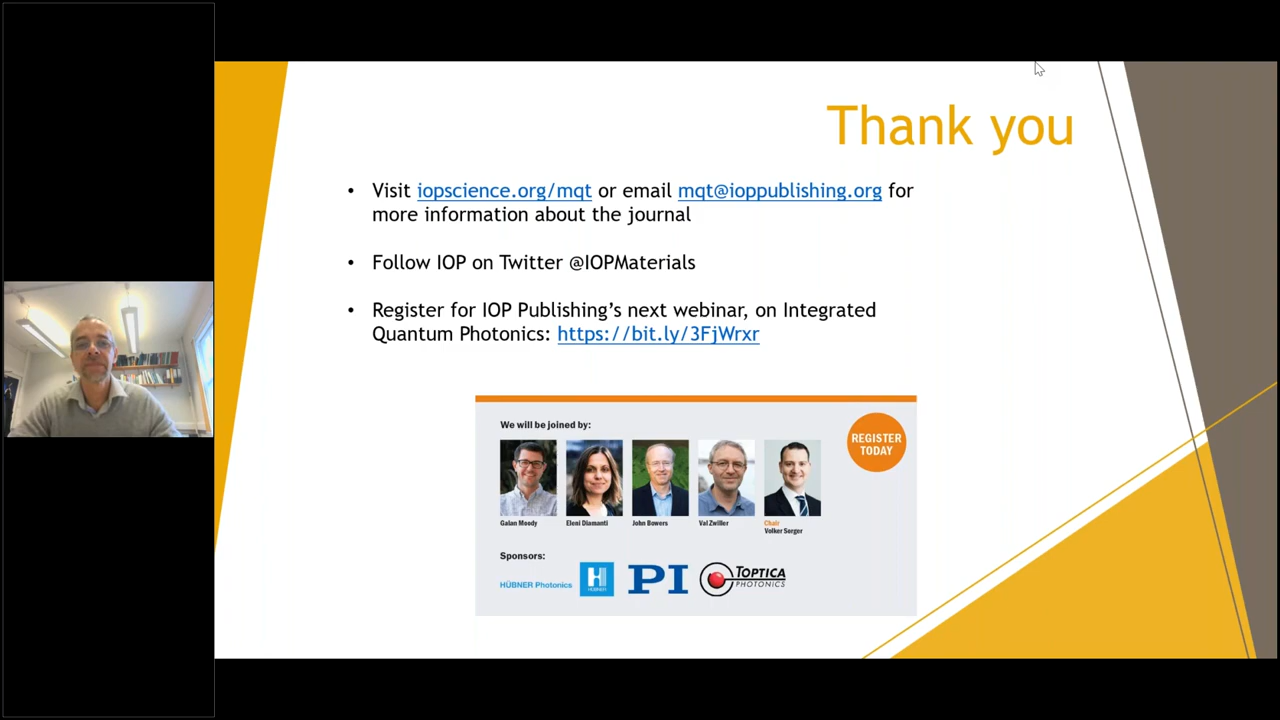 Thank you
• Visit iopscience.org/mqt or email mqt@ioppublishing.org for
more information about the journal
• Follow IOP on Twitter @IOPMaterials
• Register for IOP Publishing’s next webinar, on Integrated
Quantum Photonics: https://bit.ly/3FjWrxr
We will be joined by:
REGISTER
TODAY
Galan Moody
Eleni Diamanti
John Bowers
Val Zwiller
Chair
Volker Sorger
Sponsors:
HÜBNER Photonics
H
HÜBNER
PI
TOPTICA
PHOTONICS